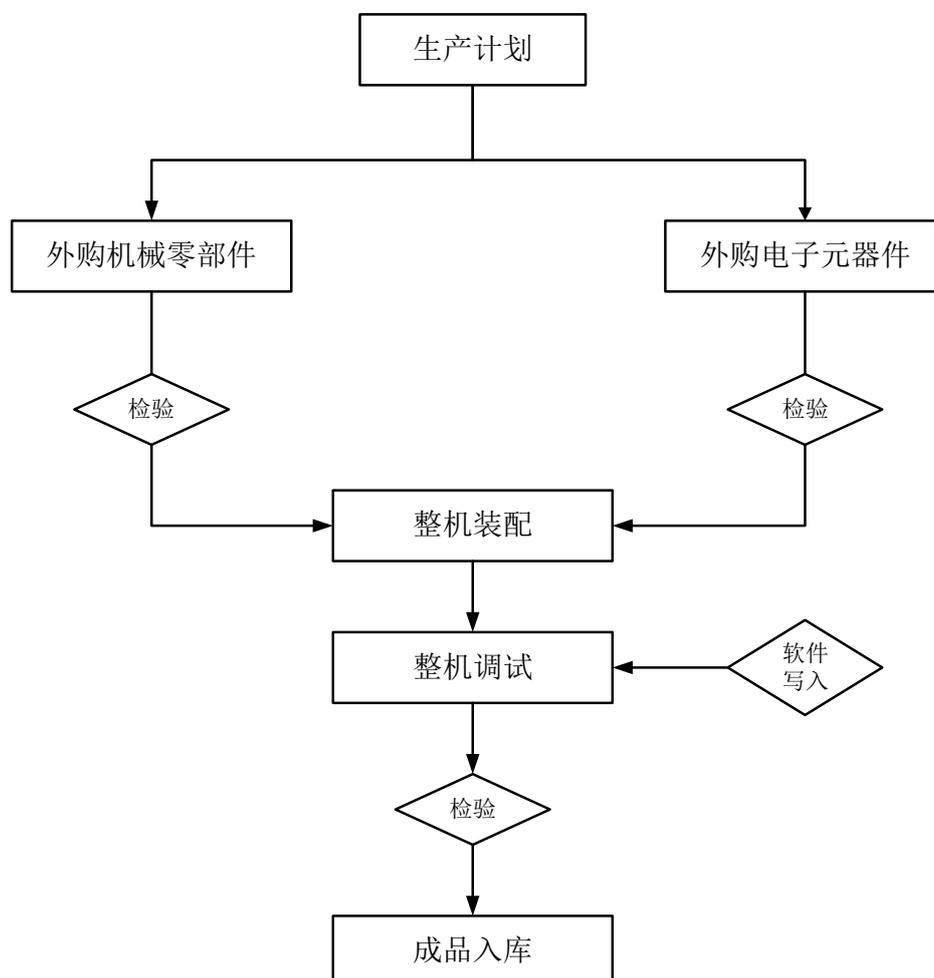 生产计划
外购机械零部件
外购电子元器件
检验
检验
整机装配
整机调试
软件
写入
检验
成品入库